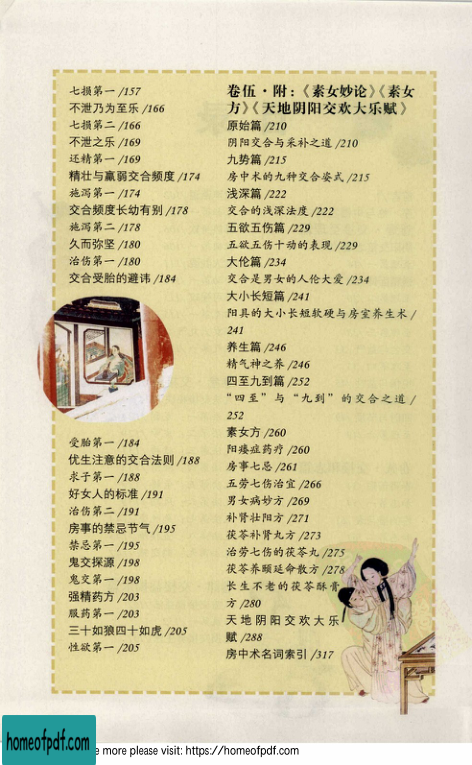 七损第一 /157
不泄乃为至乐 /166
七损第二 /166
不泄之乐 /169
还精第一 /169
精壮与羸弱交合频度 /174
施泻第一 /174
交合频度长幼有别 /178
施泻第二 /178
久而弥坚 /180
治伤第一 /180
交合受胎的避讳 /184
受胎第一 /184
优生注意的交合法则 /188
求子第一 /188
好女人的标准 /191
治伤第二 /191
房事的禁忌节气 /195
禁忌第一 /195
鬼交探源 /198
鬼交第一 /198
强精药方 /203
服药第一 /203
三十如狼四十如虎 /205
性欲第一 /205
卷伍·附：《素女妙论》《素女
方》《天地阴阳交欢大乐赋》
原始篇 /210
阴阳交合与采补之道 /210
九势篇 /215
房中术的九种交合姿式 /215
浅深篇 /222
交合的浅深法度 /222
五欲五伤篇 /229
五欲五伤十动的表现 /229
大伦篇 /234
交合是男女的人伦大爱 /234
大小长短篇 /241
阳具的大小长短软硬与房室养生术 /
241
养生篇 /246
精气神之养 /246
四至九到篇 /252
“四至”与“九到”的交合之道 /
252
素女方 /260
阳痿症药疗 /260
房事七忌 /261
五劳七伤治宜 /266
男女病妙方 /269
补肾壮阳方 /271
茯苓补肾丸方 /273
治劳七伤的茯苓丸 /275
茯苓养颐延命散方 /278
长生不老的茯苓酥膏
方 /280
天地阴阳交欢大乐
赋 /288
房中术名词索引 /317
homeofpdf.com
e more please visit: https://homeofpdf.com